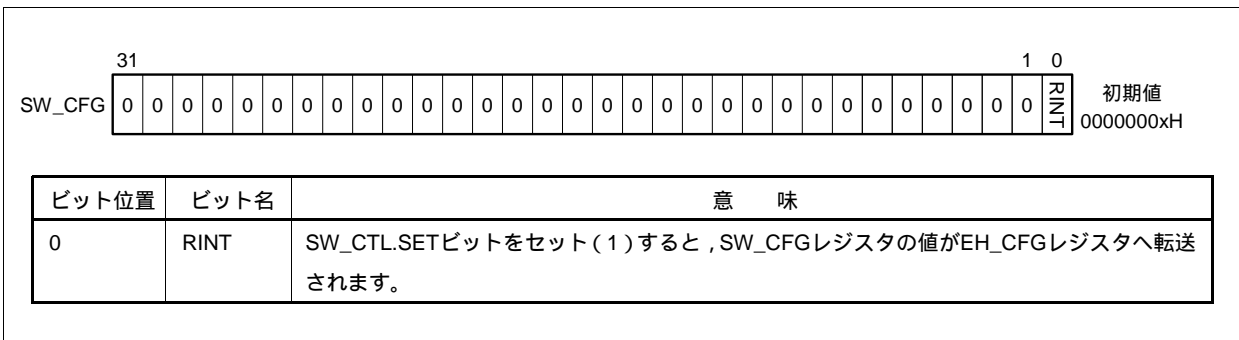 31 1 0
SW_CFG 0 0 0 0 0 0 0 0 0 0 0 0 0 0 0 0 0 0 0 0 0 0 0 0 0 0 0 0 0 0 0 RINT 初期値
0000000xH
ビット位置 ビット名 意 味
0 RINT SW_CTL.SETビットをセット(1)すると,SW_CFGレジスタの値がEH_CFGレジスタへ転送
されます。